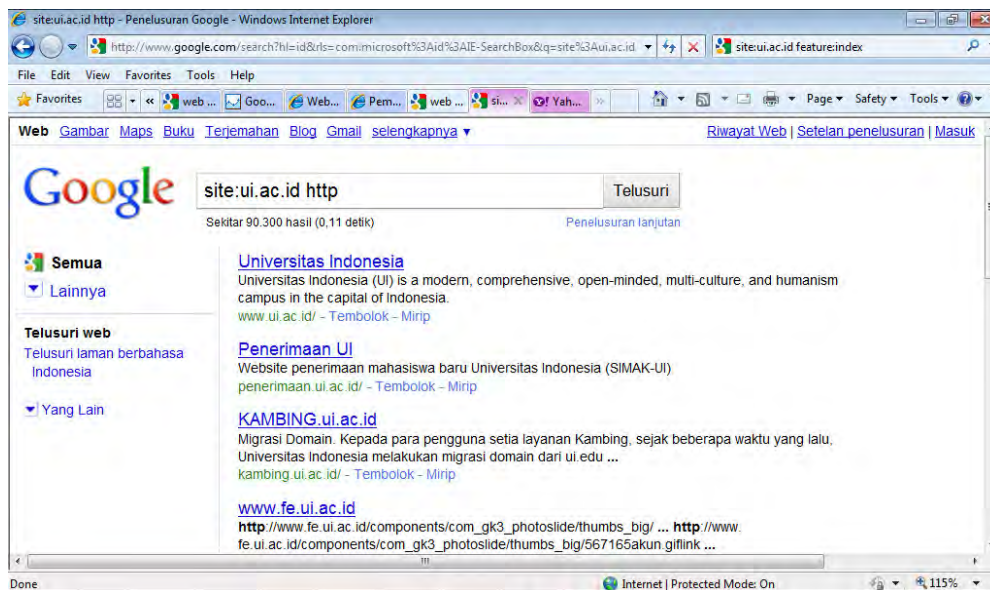 site:ui.ac.id http - Penelusuran Google - Windows Internet Explorer
http://www.google.com/search?hl=id&rls=com.microsoft%3Aid%3AIE-SearchBox&q=site%3Aui.ac.id
site:ui.ac.id feature:index
File Edit View Favorites Tools Help
Favorites web ... Goo... Web... Pem... web ... si... Yah... Page Safety Tools
Web Gambar Maps Buku Terjemahan Blog Gmail selengkapnya Riwayat Web | Setelan penelusuran | Masuk
Google site:ui.ac.id http Telusuri
Sekitar 90.300 hasil (0,11 detik) Penelusuran lanjutan
Semua
Lainnya
Telusuri web
Telusuri laman berbahasa
Indonesia
Yang Lain
Universitas Indonesia
Universitas Indonesia (UI) is a modern, comprehensive, open-minded, multi-culture, and humanism
campus in the capital of Indonesia.
www.ui.ac.id/ - Tembolok - Mirip
Penerimaan UI
Website penerimaan mahasiswa baru Universitas Indonesia (SIMAK-UI)
penerimaan.ui.ac.id/ - Tembolok - Mirip
KAMBING.ui.ac.id
Migrasi Domain. Kepada para pengguna setia layanan Kambing, sejak beberapa waktu yang lalu,
Universitas Indonesia melakukan migrasi domain dari ui.edu ...
kambing.ui.ac.id/ - Tembolok - Mirip
www.fe.ui.ac.id
http://www.fe.ui.ac.id/components/com_gk3_photoslide/thumbs_big/ ... http://www.
fe.ui.ac.id/components/com_gk3_photoslide/thumbs_big/567165akun.giflink ...
Done Internet | Protected Mode: On 115%